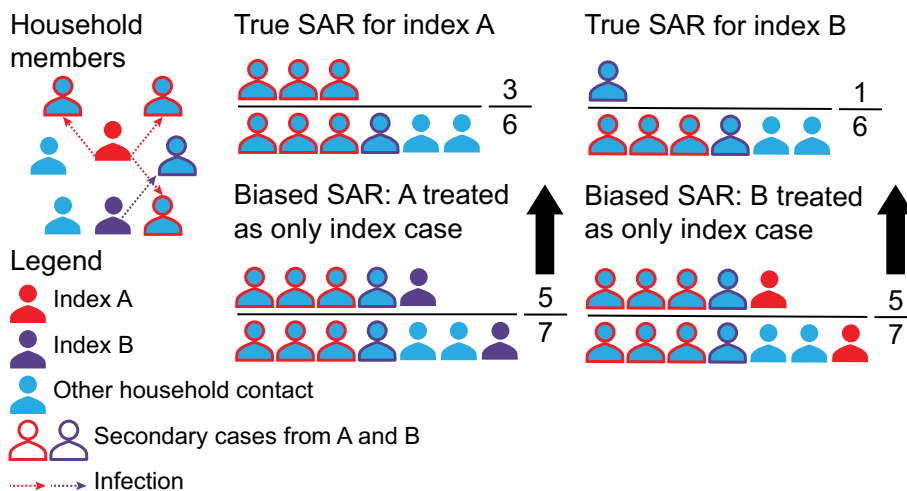 Household
members
Legend
Index A
Index B
Other household contact
Secondary cases from A and B
Infection
True SAR for index A
3
6
Biased SAR: A treated
as only index case
5
7
True SAR for index B
1
6
Biased SAR: B treated
as only index case
5
7